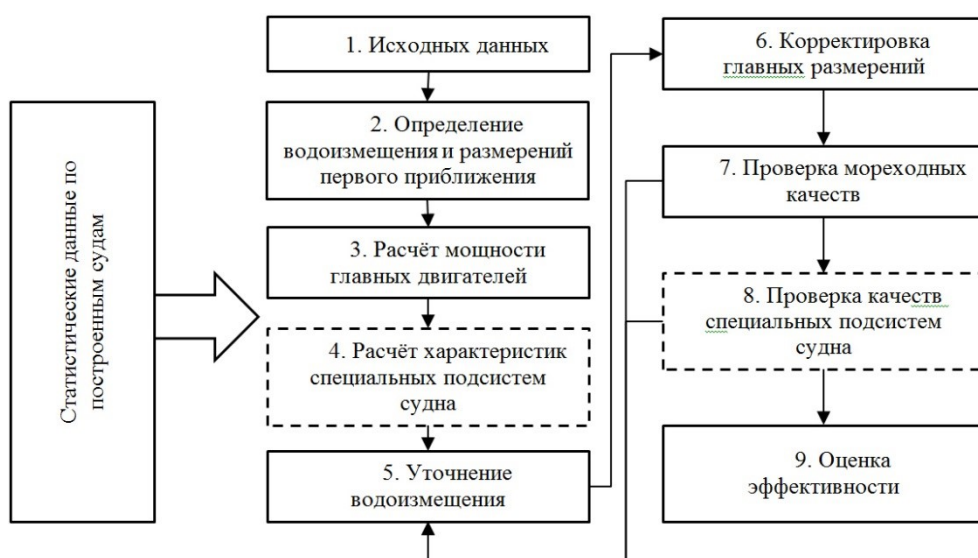 Статистические данные по
построенным судам
1. Исходных данных
2. Определение
водоизмещения и размерений
первого приближения
3. Расчёт мощности
главных двигателей
4. Расчёт характеристик
специальных подсистем
судна
5. Уточнение
водоизмещения
6. Корректировка
главных размерений
7. Проверка мореходных
качеств
8. Проверка качеств
специальных подсистем
судна
9. Оценка
эффективности